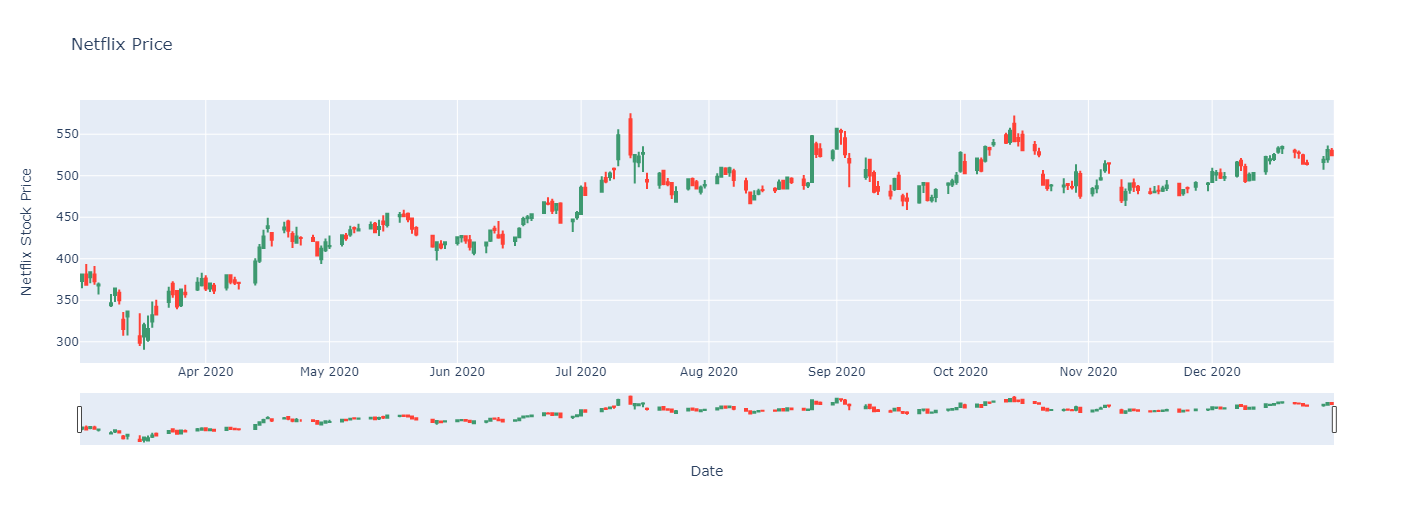 Netflix Price
Netflix Stock Price
550
500
450
400
350
300
Apr 2020
May 2020
Jun 2020
Jul 2020
Aug 2020
Sep 2020
Oct 2020
Nov 2020
Dec 2020
Date